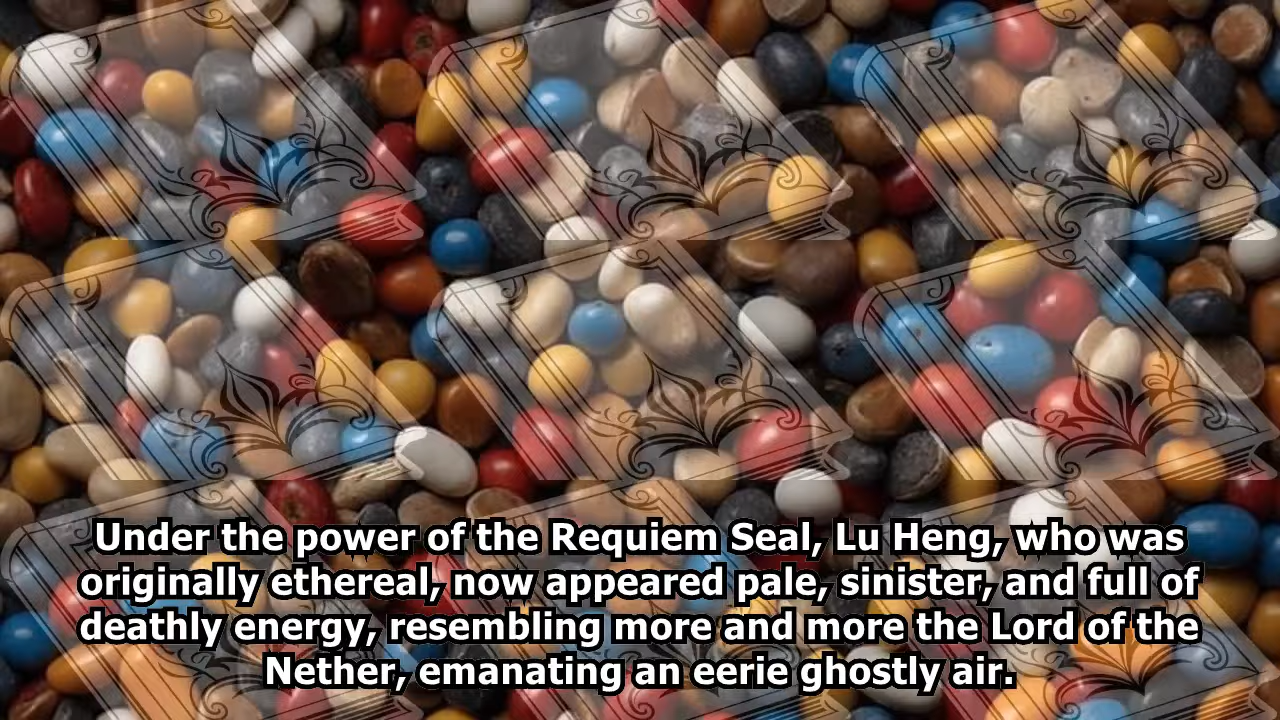 Under the power of the Requiem Seal, Lu Heng, who was
originally ethereal, now appeared pale, sinister, and full of
deathly energy, resembling more and more the Lord of the
Nether, emanating an eerie ghostly air.